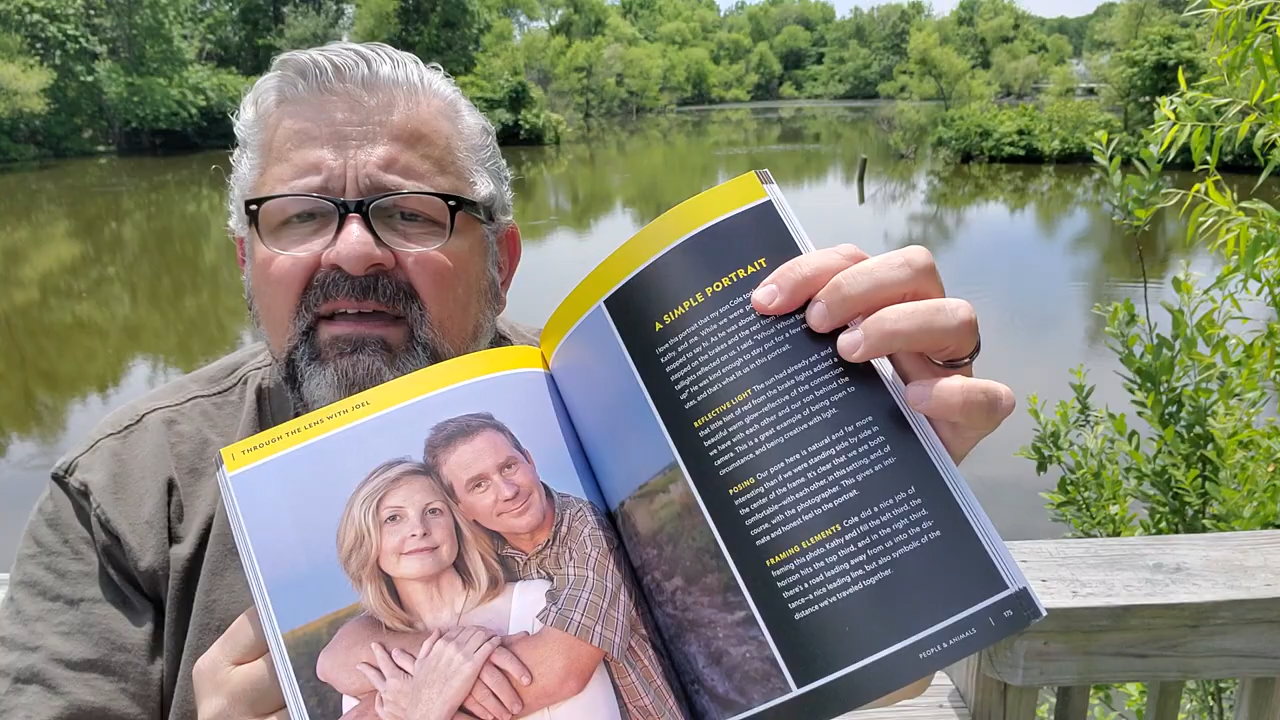 THROUGH THE LENS WITH JOEL
A SIMPLE PORTRAIT
I love this portrait that my son Cole took
Kathy, and me. While we were
stopped to say hi. As he was about
stepped on the brakes and the red from
taillights reflected on us. I said, "Whoa! Whoa! Ba
up!" He was kind enough to stay put for a few m
utes, and that's what lit us in this portrait.
REFLECTIVE LIGHT The sun had already set, and
that little hint of red from the brake lights added a
beautiful warm glow—reflective of the connection
we have with each other and our son behind the
camera. This is a great example of being open to
circumstance, and being creative with light.
POSING Our pose here is natural and far more
interesting than if we were standing side by side in
the center of the frame. It's clear that we are both
comfortable—with each other, in this setting, and, of
course, with the photographer. This gives an inti-
mate and honest feel to the portrait.
FRAMING ELEMENTS Cole did a nice job of
framing this photo. Kathy and I fill the left third, the
horizon hits the top third, and in the right third,
there's a road leading away from us into the dis-
tance—a nice leading line, but also symbolic of the
distance we've traveled together.
PEOPLE & ANIMALS | 175